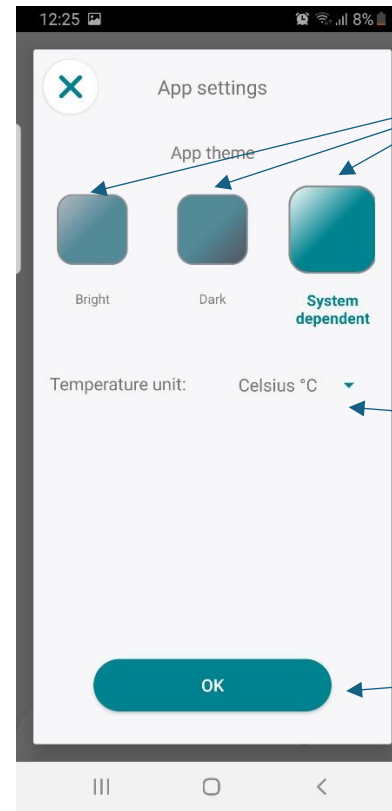 12:25 8%
App settings
App theme
Bright Dark System
dependent
Temperature unit: Celsius °C
OK